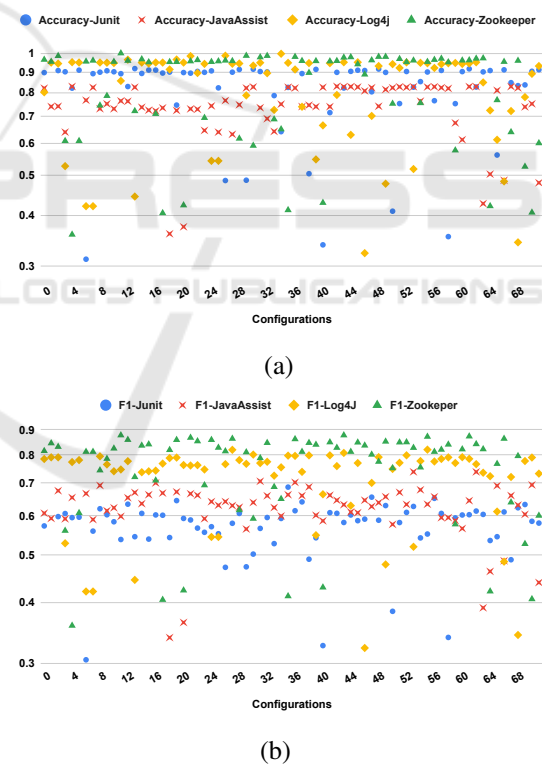 Accuracy-Junit Accuracy-JavaAssist Accuracy-Log4j Accuracy-Zookeeper
1
0.9
0.8
0.7
0.6
0.5
0.4
0.3
0 4 8 12 16 20 24 28 32 36 40 44 48 52 56 60 64 68
Configurations
(a)
F1-Junit F1-JavaAssist F1-Log4J F1-Zookeper
0.9
0.8
0.7
0.6
0.5
0.4
0.3
0 4 8 12 16 20 24 28 32 36 40 44 48 52 56 60 64 68
Configurations
(b)
PRESS
LOGY PUBLICATIONS